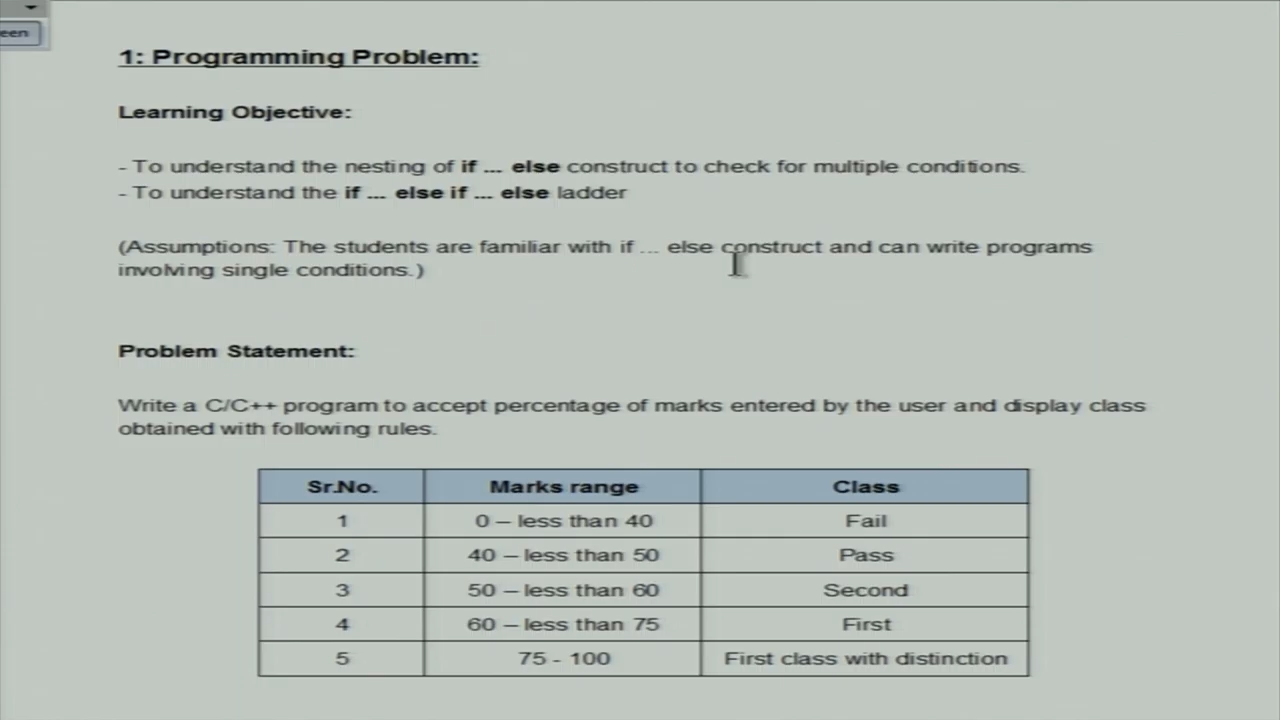 een
1: Programming Problem:
Learning Objective:
- To understand the nesting of if ... else construct to check for multiple conditions.
- To understand the if ... else if ... else ladder
(Assumptions: The students are familiar with if ... else construct and can write programs
involving single conditions.)
Problem Statement:
Write a C/C++ program to accept percentage of marks entered by the user and display class
obtained with following rules.
Sr.No. Marks range Class
1 0 – less than 40 Fail
2 40 – less than 50 Pass
3 50 – less than 60 Second
4 60 – less than 75 First
5 75 - 100 First class with distinction